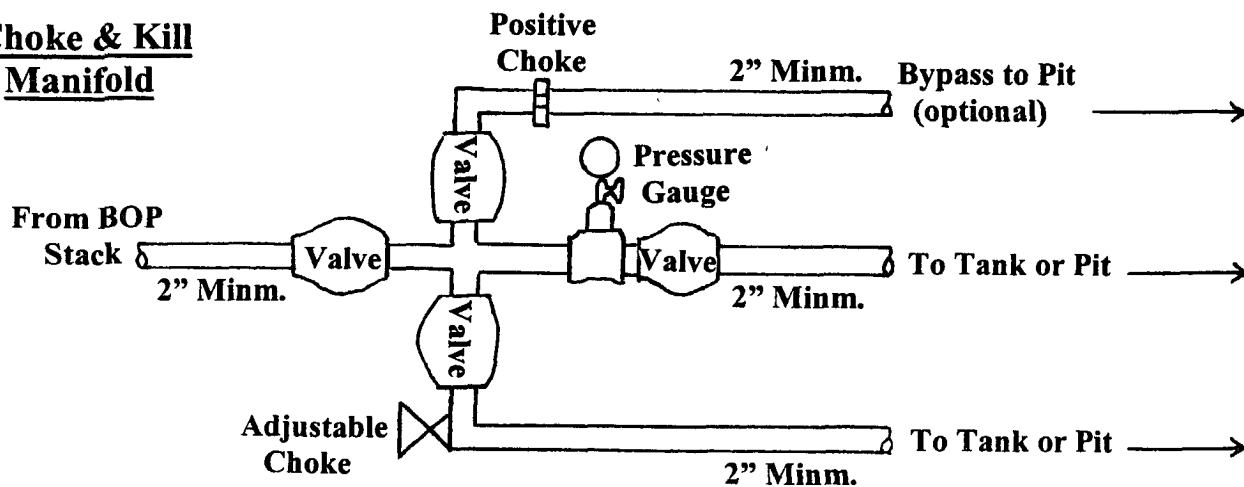 Choke & Kill
Manifold
Positive
Choke
2” Minm.
Bypass to Pit
(optional)
Valve
Pressure
Gauge
From BOP
Stack
2” Minm.
Valve
Valve
2” Minm.
To Tank or Pit
Valve
Adjustable
Choke
2” Minm.
To Tank or Pit